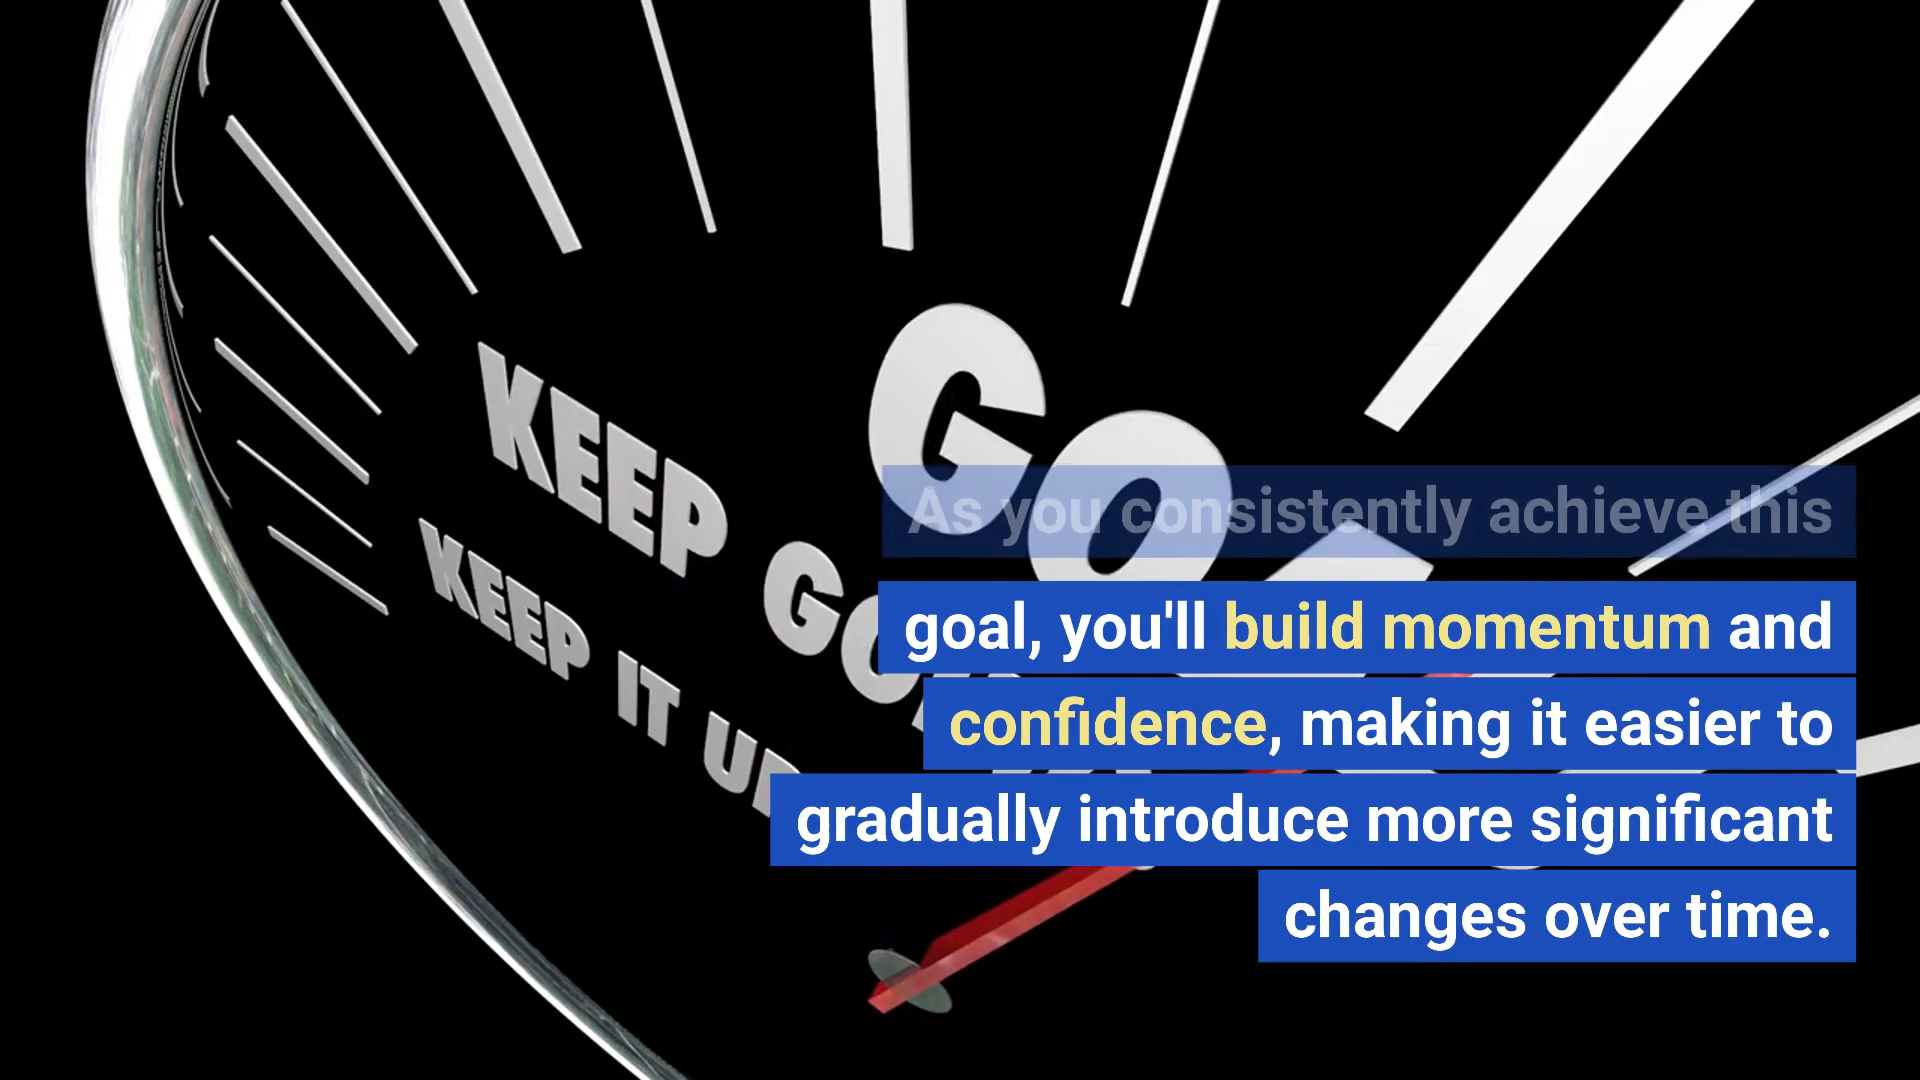 GO
KEEP
KEEP IT
As you consistently achieve this
goal, you'll build momentum and
confidence, making it easier to
gradually introduce more significant
changes over time.